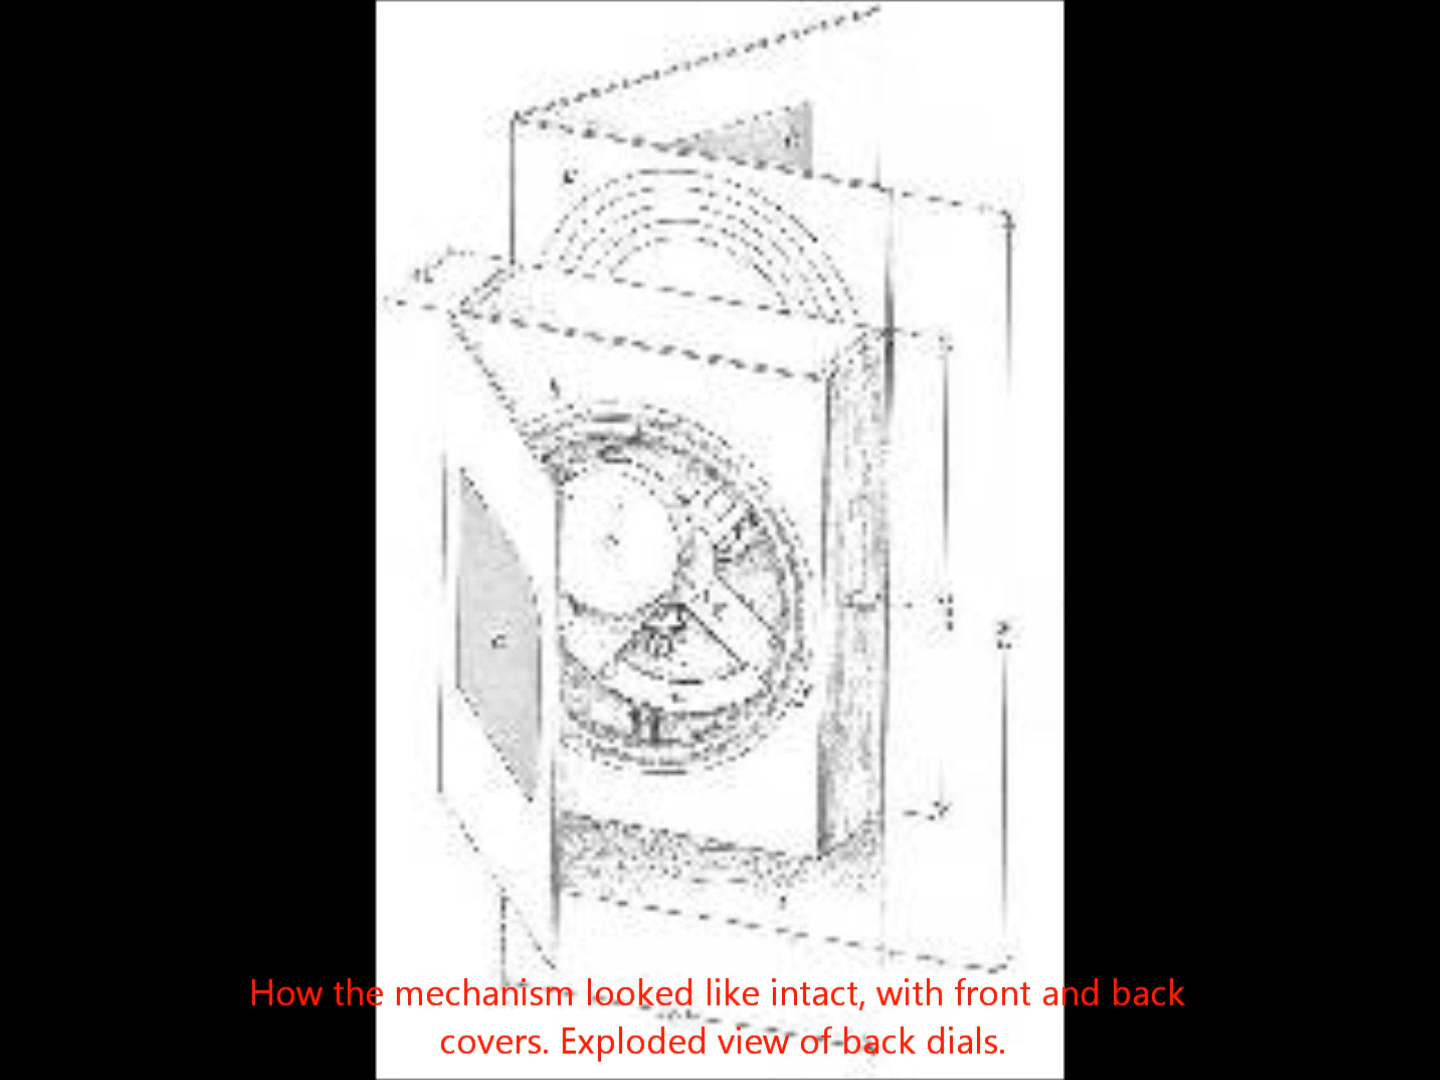 How the mechanism looked like intact, with front and back
covers. Exploded view of back dials.